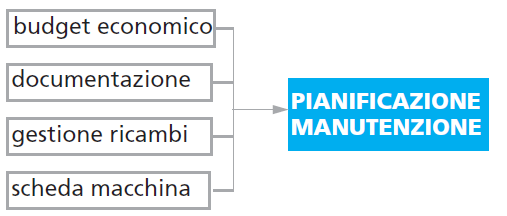 budget economico
documentazione
gestione ricambi
scheda macchina
PIANIFICAZIONE
MANUTENZIONE